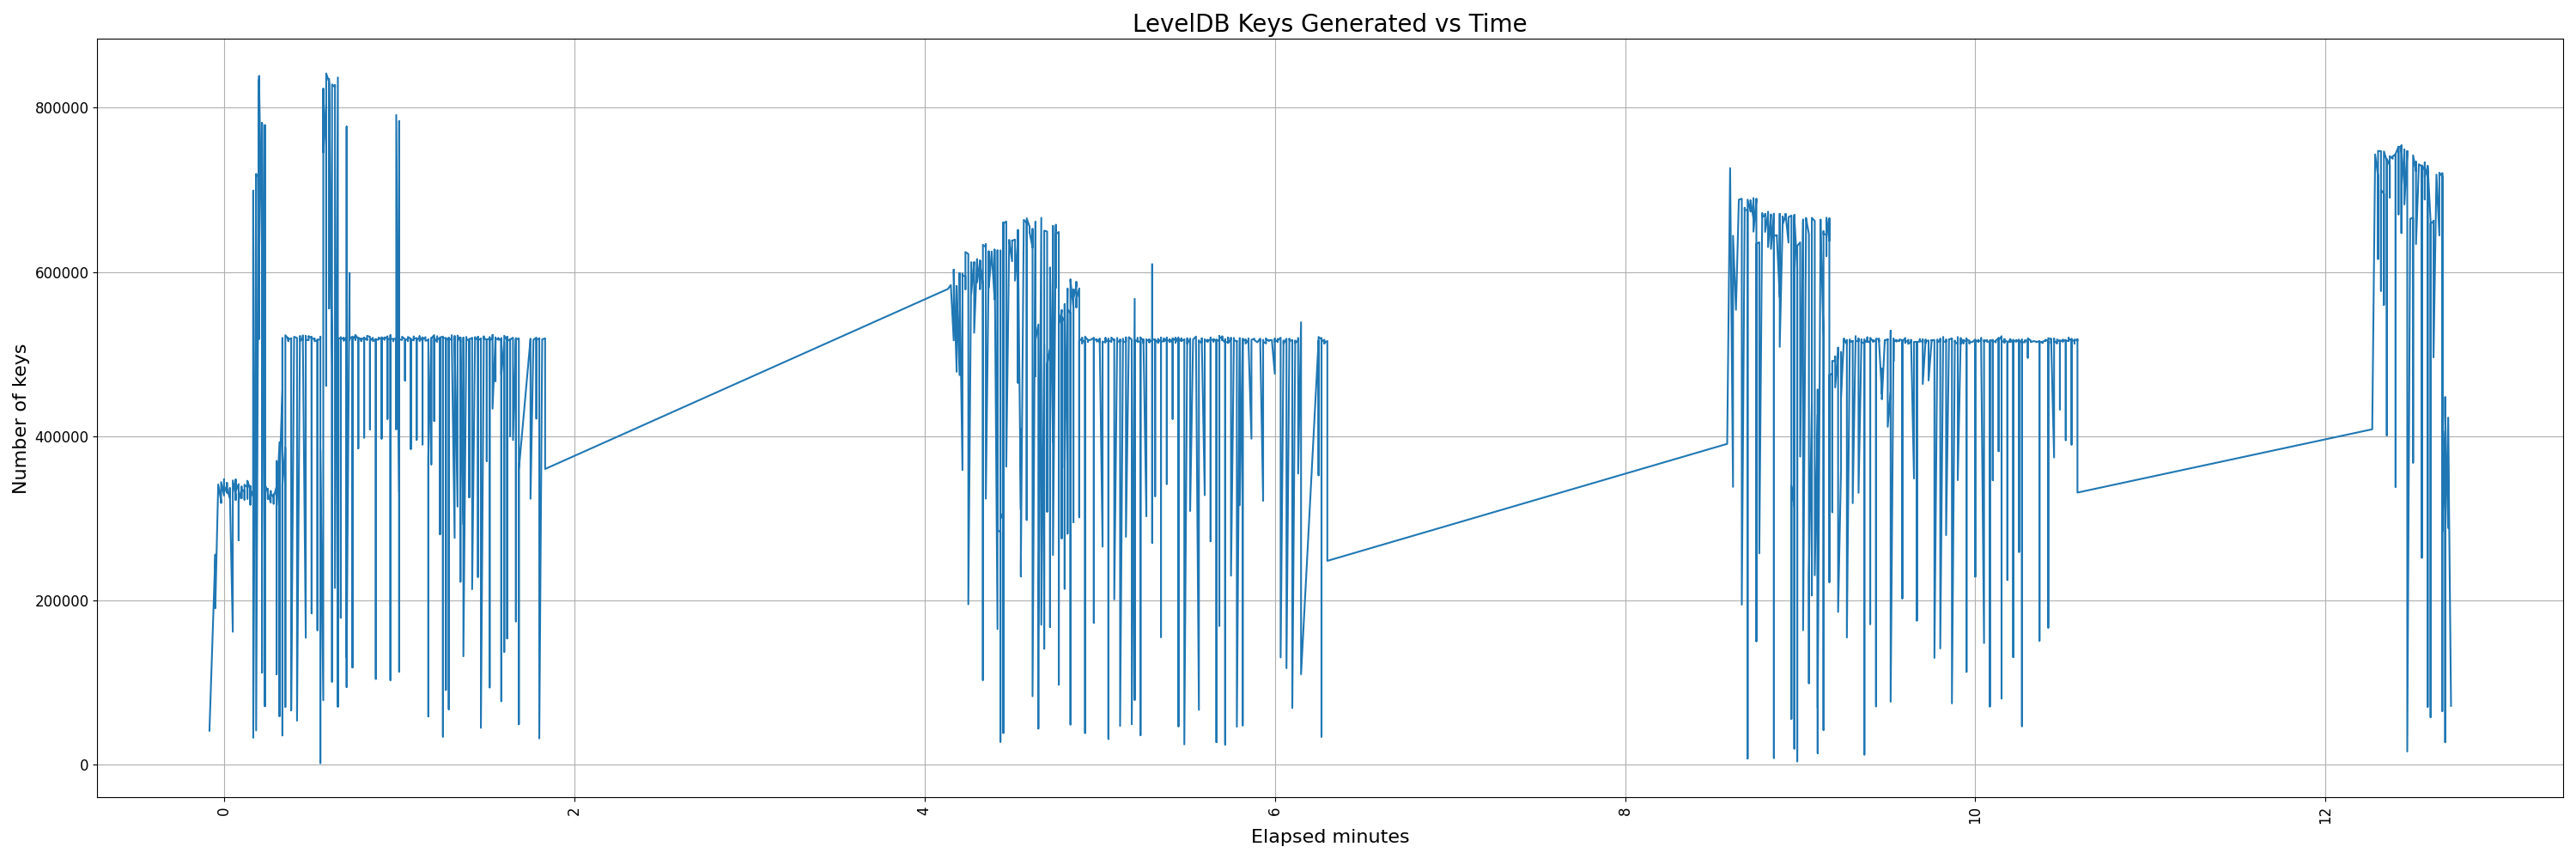 LevelDB Keys Generated vs Time
Number of keys
800000
600000
400000
200000
0
0 2 4 6 8 10 12
Elapsed minutes